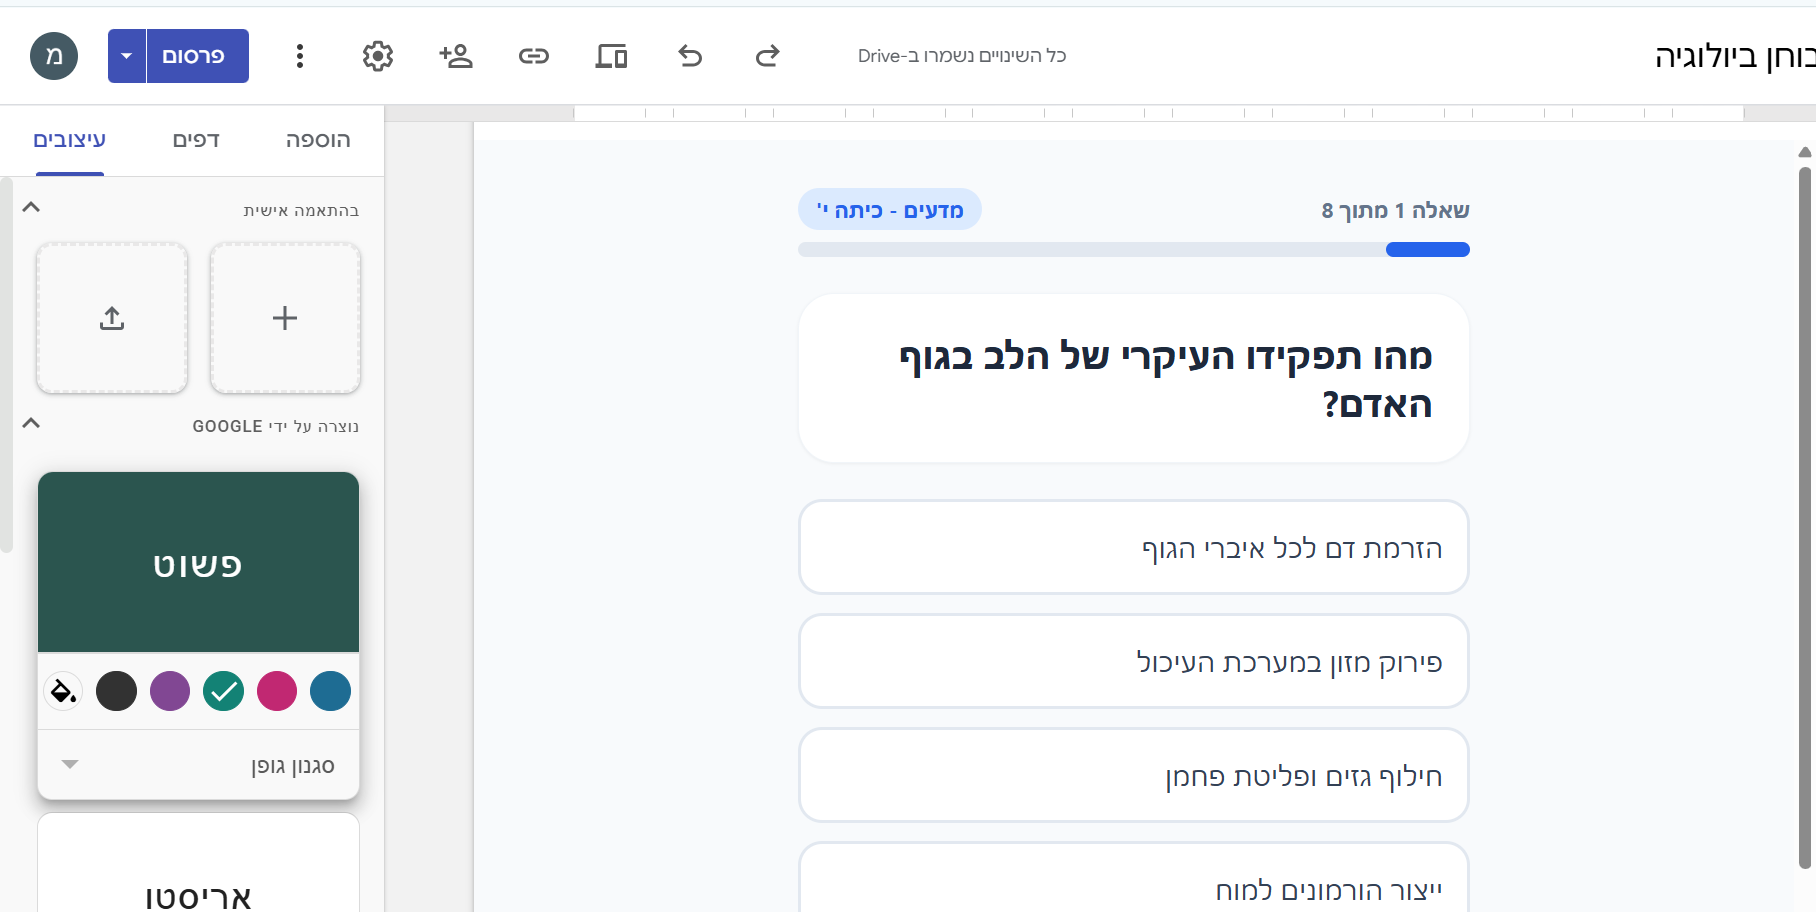 בוחן ביולוגיה
כל השינויים נשמרו ב-Drive
פרסום
מ
הוספה
דפים
עיצובים
בהתאמה אישית
נוצרה על ידי GOOGLE
פשוט
סגנון גופן
אריסטו
שאלה 1 מתוך 8
מדעים - כיתה י'
מהו תפקידו העיקרי של הלב בגוף
האדם?
הזרמת דם לכל איברי הגוף
פירוק מזון במערכת העיכול
חילוף גזים ופליטת פחמן
ייצור הורמונים למוח